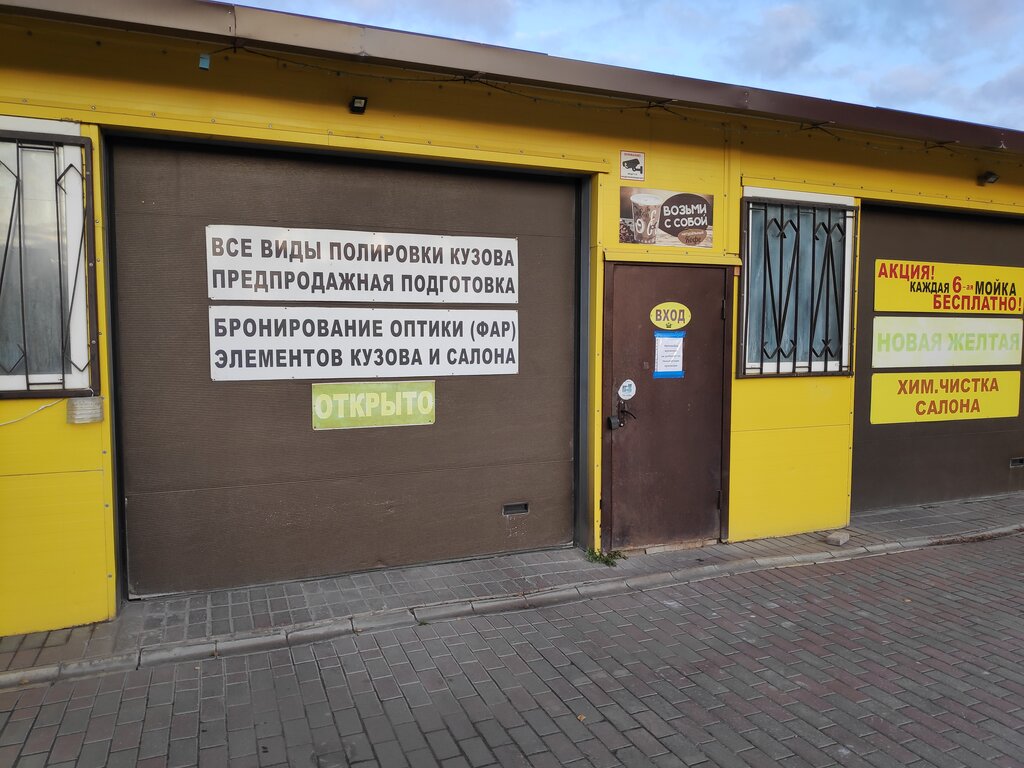 ВСЕ ВИДЫ ПОЛИРОВКИ КУЗОВА
ПРЕДПРОДАЖНАЯ ПОДГОТОВКА
БРОНИРОВАНИЕ ОПТИКИ (ФАР)
ЭЛЕМЕНТОВ КУЗОВА И САЛОНА
ОТКРЫТО
ВОЗЬМИ
С СОБОЙ
кофе
ВХОД
АКЦИЯ!
КАЖДАЯ 6-ая МОЙКА
БЕСПЛАТНО!
НОВАЯ ЖЕЛТАЯ
ХИМ.ЧИСТКА
САЛОНА